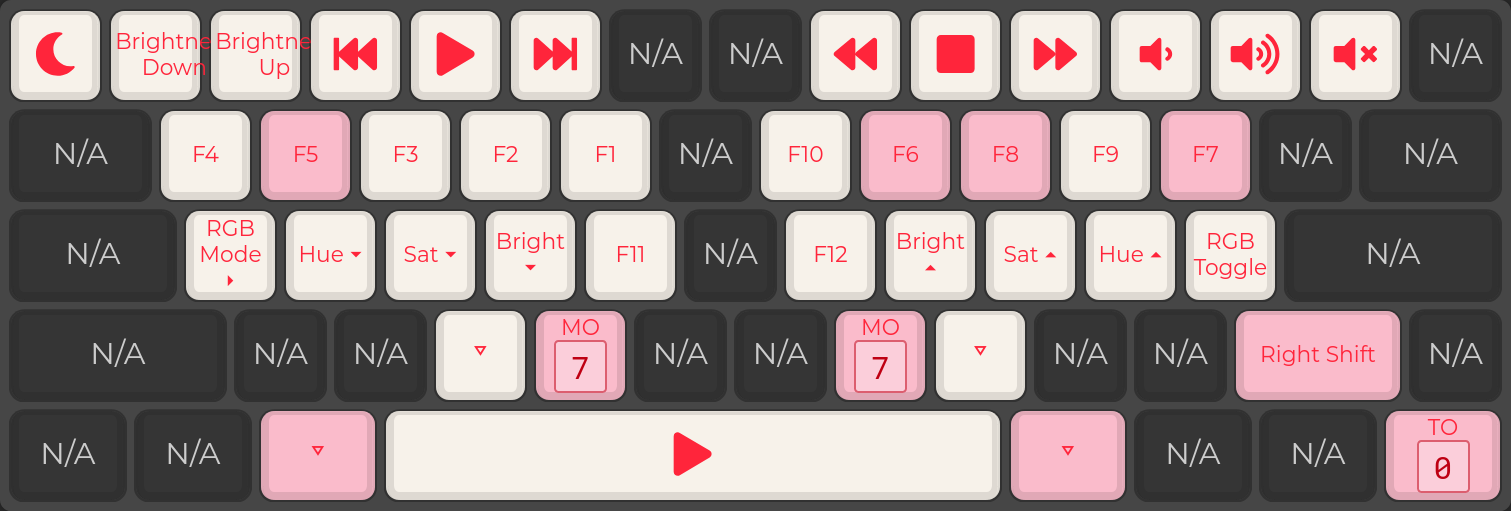 Brightne Down Brightne Up N/A N/A N/A
N/A F4 F5 F3 F2 F1 N/A F10 F6 F8 F9 F7 N/A N/A
N/A RGB Mode Hue Sat Bright F11 N/A F12 Bright Sat Hue RGB Toggle N/A
N/A N/A N/A MO 7 N/A N/A MO 7 N/A N/A Right Shift N/A
N/A N/A N/A N/A TO 0